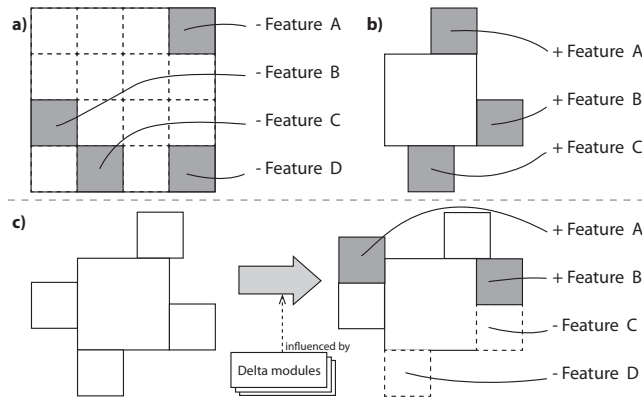 a)
- Feature A
- Feature B
- Feature C
- Feature D
b)
+ Feature A
+ Feature B
+ Feature C
c)
influenced by
Delta modules
+ Feature A
+ Feature B
- Feature C
- Feature D